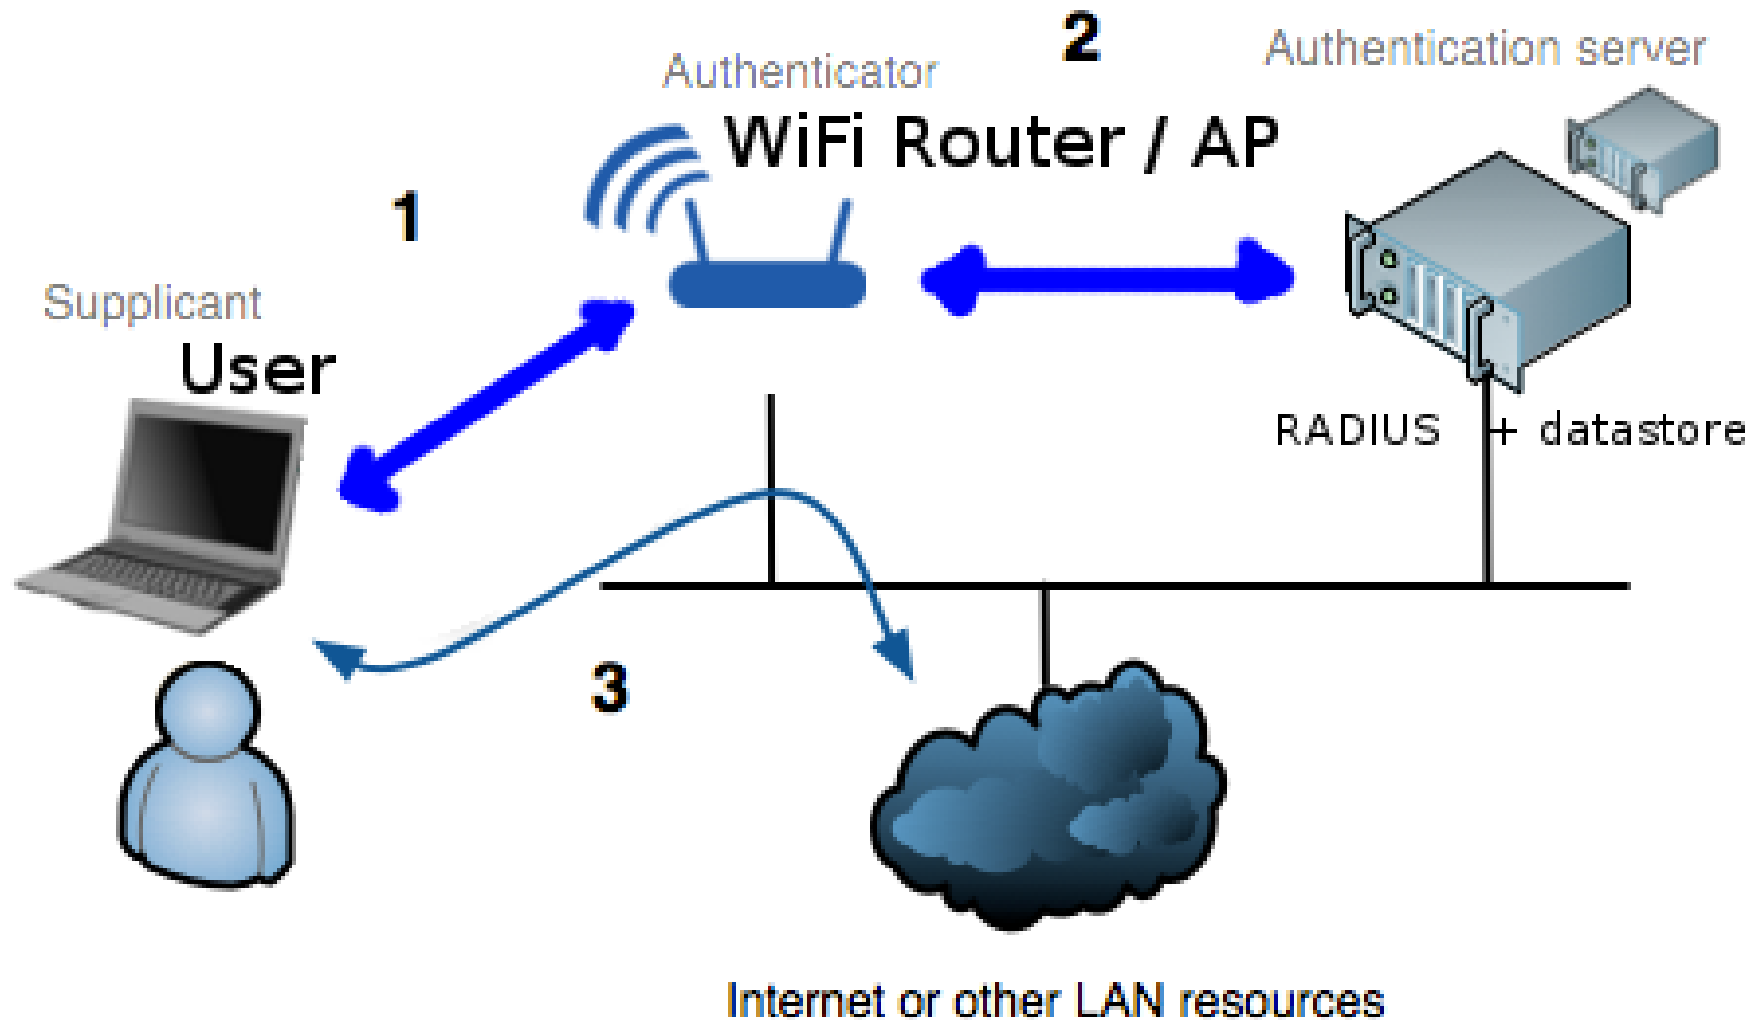 2
Authenticator
Authentication server
WiFi Router / AP
1
Supplicant
User
RADIUS + datastore
3
Internet or other LAN resources